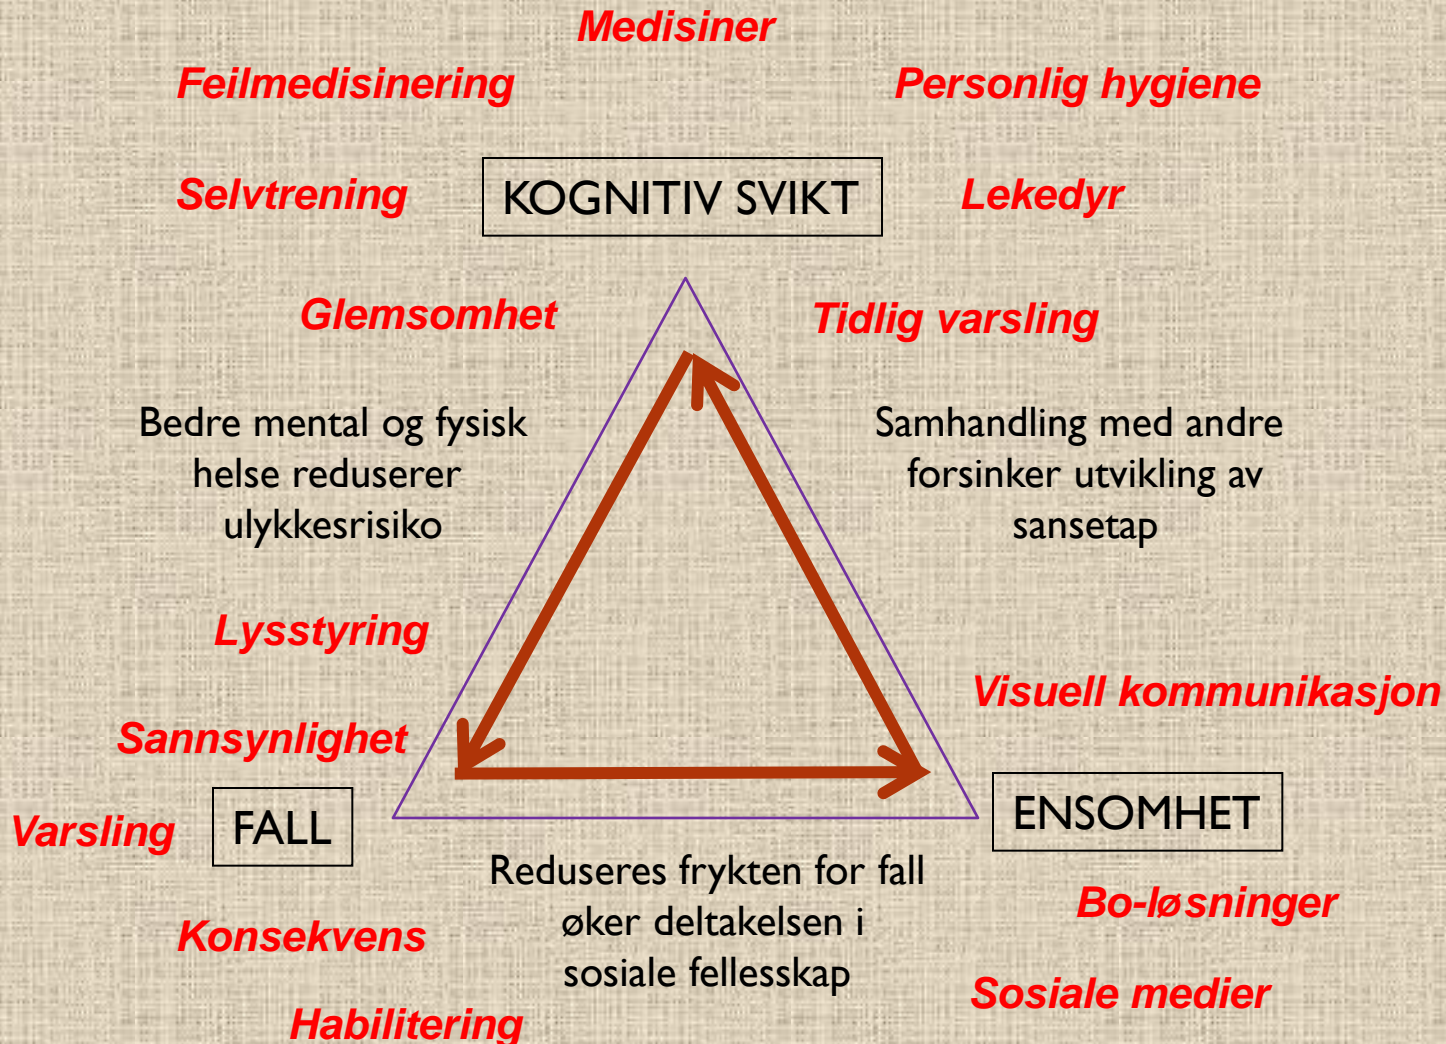 Medisiner
Feilmedisinering
Personlig hygiene
Selvtrening
KOGNITIV SVIKT
Lekedyr
Glemsomhet
Tidlig varsling
Bedre mental og fysisk
helse reduserer
ulykkesrisiko
Samhandling med andre
forsinker utvikling av
sansetap
Lysstyring
Visuell kommunikasjon
Sannsynlighet
Varsling
FALL
ENSOMHET
Reduseres frykten for fall
øker deltakelsen i
sosiale fellesskap
Bo-løsninger
Konsekvens
Sosiale medier
Habilitering